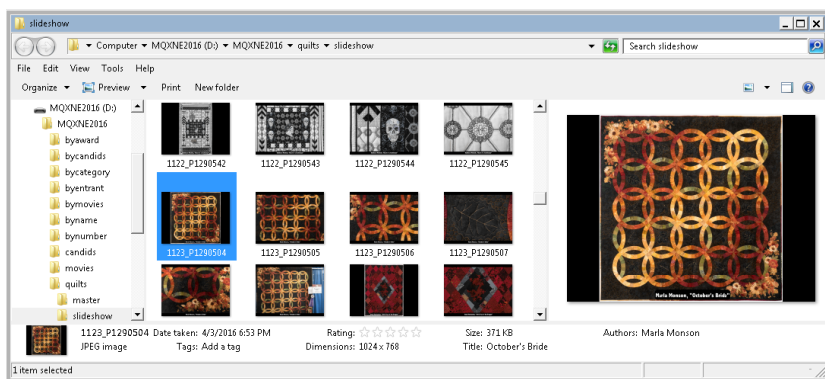 slideshow
Computer MQXNE2016 (D:) MQXNE2016 quilts slideshow Search slideshow
File Edit View Tools Help
Organize Preview Print New folder
MQXNE2016 (D:)
MQXNE2016
byaward
bycandids
bycategory
byentrant
bymovies
byname
bynumber
candids
movies
quilts
master
slideshow
1122_P1290542 1122_P1290543 1122_P1290544 1122_P1290545
1123_P1290504 1123_P1290505 1123_P1290506 1123_P1290507
Marla Monson, "October's Bride"
1123_P1290504 Date taken: 4/3/2016 6:53 PM Rating: Size: 371 KB Authors: Marla Monson
JPEG image Tags: Add a tag Dimensions: 1024 x 768 Title: October's Bride
1 item selected